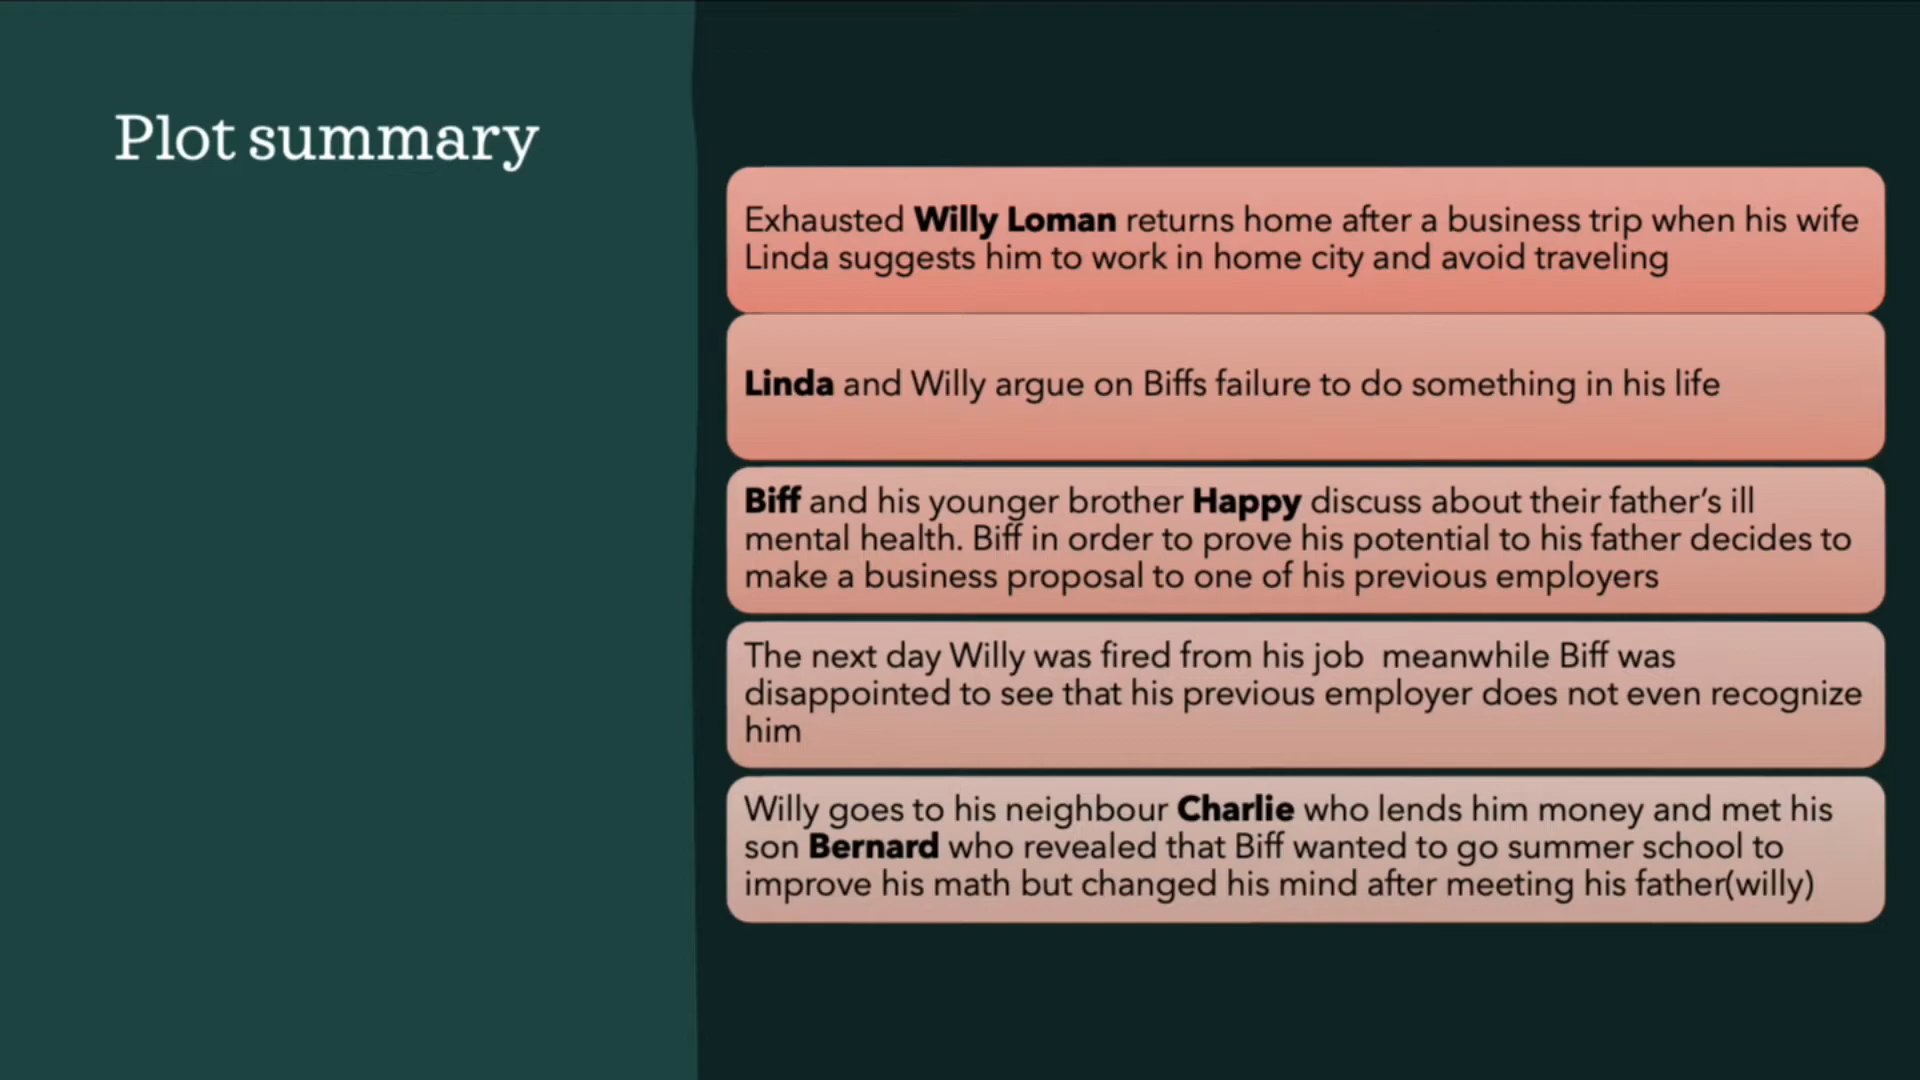 Plot summary
Exhausted Willy Loman returns home after a business trip when his wife
Linda suggests him to work in home city and avoid traveling
Linda and Willy argue on Biffs failure to do something in his life
Biff and his younger brother Happy discuss about their father’s ill
mental health. Biff in order to prove his potential to his father decides to
make a business proposal to one of his previous employers
The next day Willy was fired from his job  meanwhile Biff was
disappointed to see that his previous employer does not even recognize
him
Willy goes to his neighbour Charlie who lends him money and met his
son Bernard who revealed that Biff wanted to go summer school to
improve his math but changed his mind after meeting his father(willy)